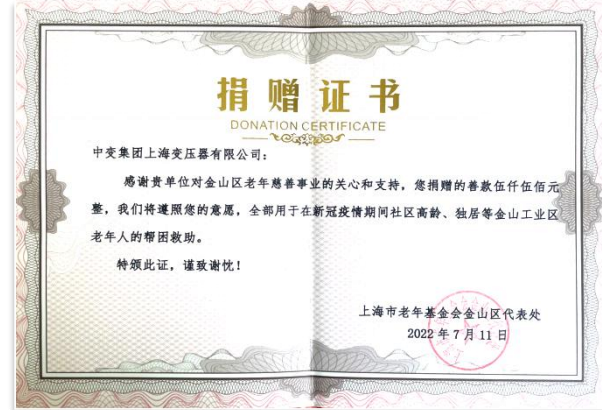 捐赠证书
DONATION CERTIFICATE
中变集团上海变压器有限公司：
感谢贵单位对金山区老年慈善事业的关心和支持，您捐赠的善款伍仟伍佰元
整，我们将遵照您的意愿，全部用于在新冠疫情期间社区高龄、独居等金山工业区
老年人的帮困救助。
特颁此证，谨致谢忱！
上海市老年基金会金山区代表处
2022 年 7 月 11 日